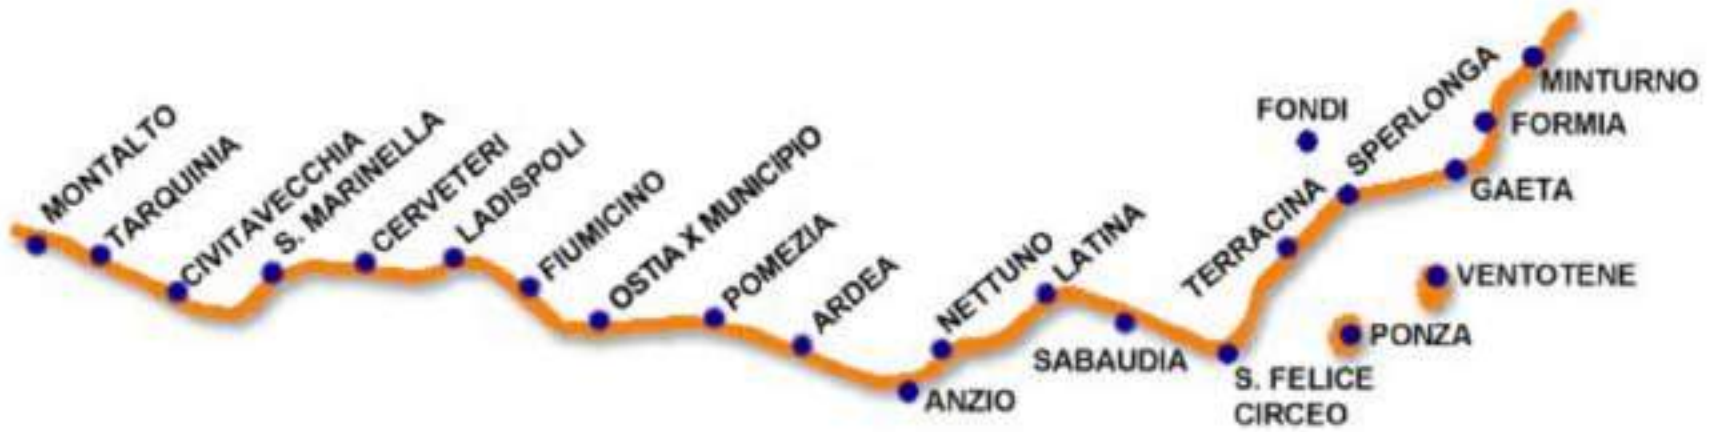 MONTALTO
TARQUINIA
CIVITAVECCHIA
S. MARINELLA
CERVETERI
LADISPOLI
FIUMICINO
OSTIA X MUNICIPIO
POMEZIA
ARDEA
ANZIO
NETTUNO
LATINA
SABAUDIA
S. FELICE
CIRCEO
TERRACINA
FONDI
SPERLONGA
GAETA
FORMIA
MINTURNO
VENTOTENE
PONZA